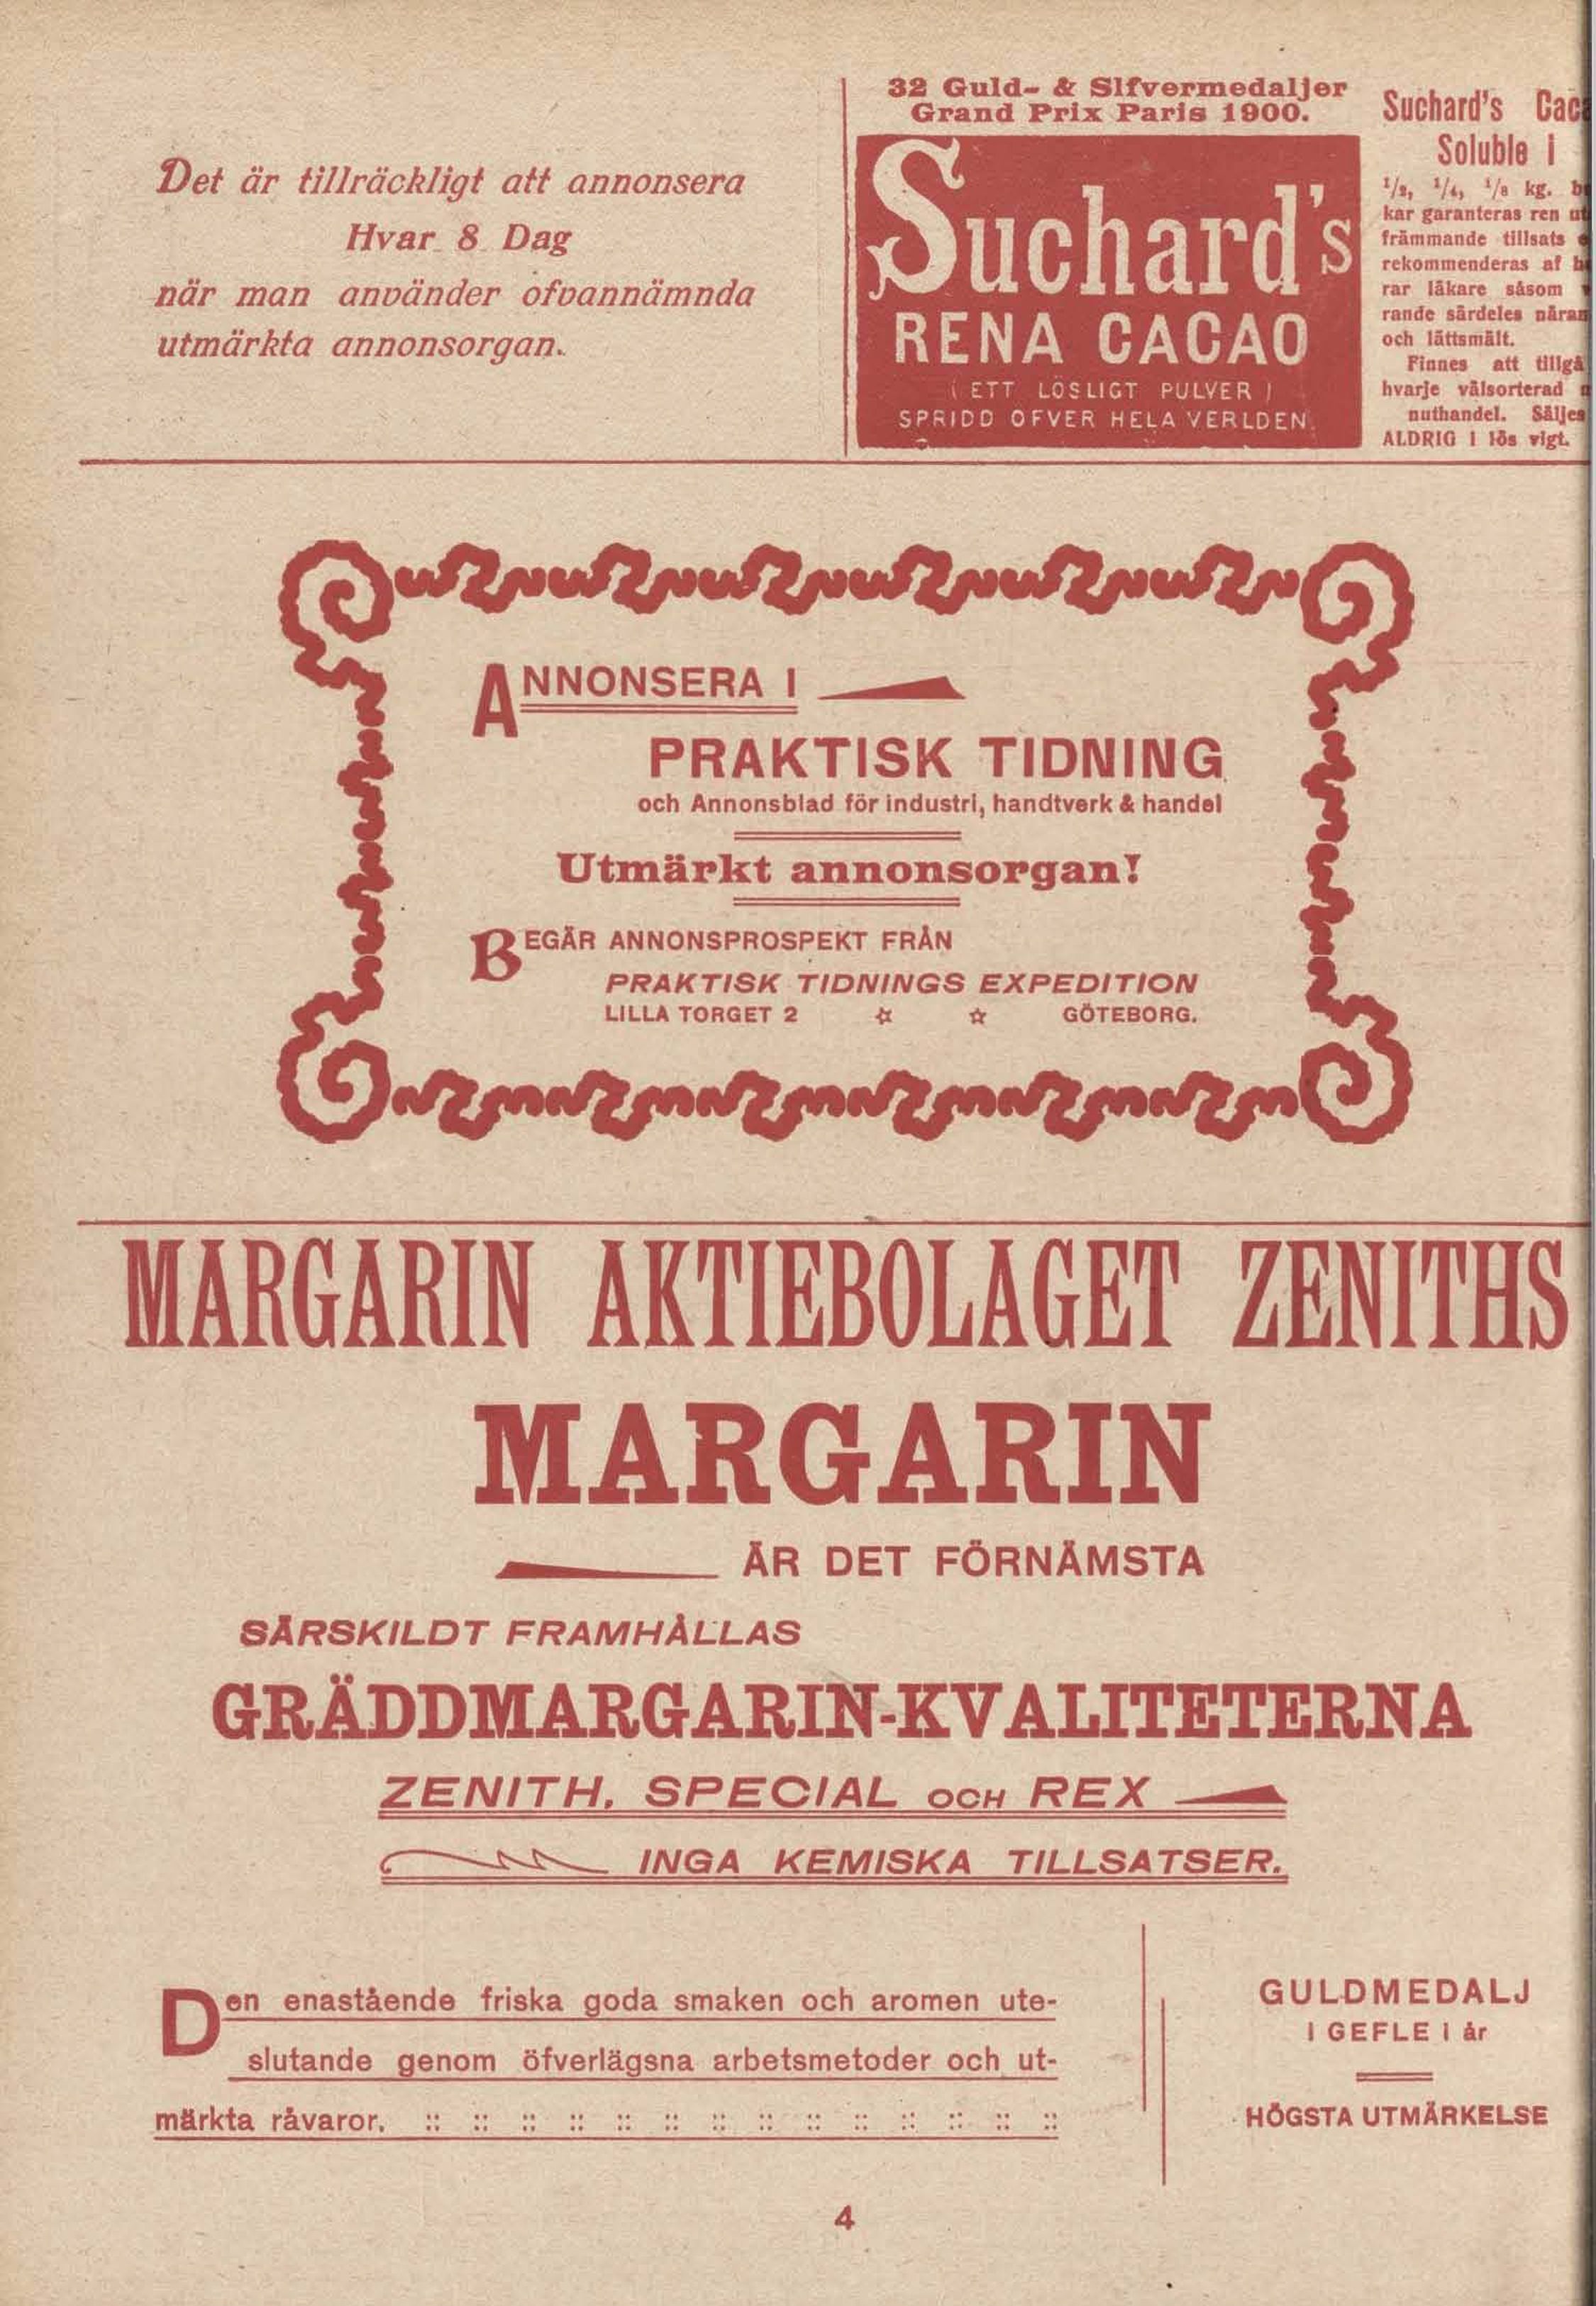 Det är tillräckligt att annonsera
Hvar 8 Dag
när man använder ofvannämnda
utmärkta annonsorgan.
32 Guld- & Silfvermedaljer
Grand Prix Paris 1900.
Suchard's
RENA CACAO
( ETT LÖSLIGT PULVER )
SPRIDD OFVER HELA VERLDEN.
Suchard's
Soluble i
1/2, 1/4, 1/8 kg.
kar garanteras ren
främmande tillsats
rekommenderas af
rar läkare såsom
rande särdeles
och lättsmält.
Finnes att
hvarje välsorterad
nuthandel.
ALDRIG i lös vigt.
ANNONSERA I
PRAKTISK TIDNING
och Annonsblad för industri, handtverk & handel
Utmärkt annonsorgan!
BEGÄR ANNONSPROSPEKT FRÅN
PRAKTISK TIDNINGS EXPEDITION
LILLA TORGET 2 ☆ ☆ GÖTEBORG.
MARGARIN AKTIEBOLAGET ZENITHS
MARGARIN
ÄR DET FÖRNÄMSTA
SÄRSKILDT FRAMHÅLLAS
GRÄDDMARGARIN-KVALITETERNA
ZENITH, SPECIAL OCH REX
INGA KEMISKA TILLSATSER.
Den enastående friska goda smaken och aromen ute-
slutande genom öfverlägsna arbetsmetoder och ut-
märkta råvaror. :: :: :: :: :: :: :: :: :: :: :: :: :: ::
GULDMEDALJ
I GEFLE i år
HÖGSTA UTMÄRKELSE
4